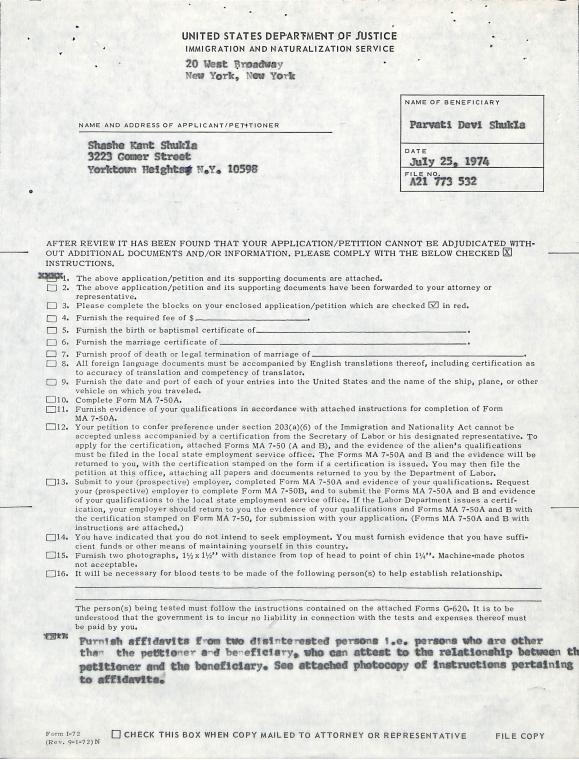 UNITED STATES DEPARTMENT OF JUSTICE
IMMIGRATION AND NATURALIZATION SERVICE
20 West Broadway
New York, New York
NAME OF BENEFICIARY
Parvati Devi Shukla
NAME AND ADDRESS OF APPLICANT/PETITIONER
DATE
July 25, 1974
Shashe Kant Shukla
3223 Gomer Street
Yorktown Heights, N.Y. 10598
FILE NO.
A21 773 532
AFTER REVIEW IT HAS BEEN FOUND THAT YOUR APPLICATION/PETITION CANNOT BE ADJUDICATED WITH-
OUT ADDITIONAL DOCUMENTS AND/OR INFORMATION. PLEASE COMPLY WITH THE BELOW CHECKED X
INSTRUCTIONS.
xxxx1. The above application/petition and its supporting documents are attached.
2. The above application/petition and its supporting documents have been forwarded to your attorney or
representative.
3. Please complete the blocks on your enclosed application/petition which are checked ☑ in red.
4. Furnish the required fee of $
5. Furnish the birth or baptismal certificate of
6. Furnish the marriage certificate of
7. Furnish proof of death or legal termination of marriage of
8. All foreign language documents must be accompanied by English translations thereof, including certification as
to accuracy of translation and competency of translator.
9. Furnish the date and port of each of your entries into the United States and the name of the ship, plane, or other
vehicle on which you traveled.
10. Complete Form MA 7-50A.
11. Furnish evidence of your qualifications in accordance with attached instructions for completion of Form
MA 7-50A.
12. Your petition to confer preference under section 203(a)(6) of the Immigration and Nationality Act cannot be
accepted unless accompanied by a certification from the Secretary of Labor or his designated representative. To
apply for the certification, attached Forms MA 7-50 (A and B), and the evidence of the alien's qualifications
must be filed in the local state employment service office. The Forms MA 7-50A and B and the evidence will be
returned to you, with the certification stamped on the form if a certification is issued. You may then file the
petition at this office, attaching all papers and documents returned to you by the Department of Labor.
13. Submit to your (prospective) employer, completed Form MA 7-50A and evidence of your qualifications. Request
your (prospective) employer to complete Form MA 7-50B, and to submit the Forms MA 7-50A and B and evidence
of your qualifications to the local state employment service office. If the Labor Department issues a certif-
ication, your employer should return to you the evidence of your qualifications and Forms MA 7-50A and B with
the certification stamped on Form MA 7-50, for submission with your application. (Forms MA 7-50A and B with
instructions are attached.)
14. You have indicated that you do not intend to seek employment. You must furnish evidence that you have suffi-
cient funds or other means of maintaining yourself in this country.
15. Furnish two photographs, 1½ x 1½" with distance from top of head to point of chin 1¼". Machine-made photos
not acceptable.
16. It will be necessary for blood tests to be made of the following person(s) to help establish relationship.
The person(s) being tested must follow the instructions contained on the attached Forms G-620. It is to be
understood that the government is to incur no liability in connection with the tests and expenses thereof must
be paid by you.
Furnish affidavits from two disinterested persons i.e. persons who are other
than the petitioner and beneficiary, who can attest to the relationship between th
petitioner and the beneficiary. See attached photocopy of instructions pertaining
to affidavits.
Form I-72
(Rev. 9-1-72) N
CHECK THIS BOX WHEN COPY MAILED TO ATTORNEY OR REPRESENTATIVE
FILE COPY